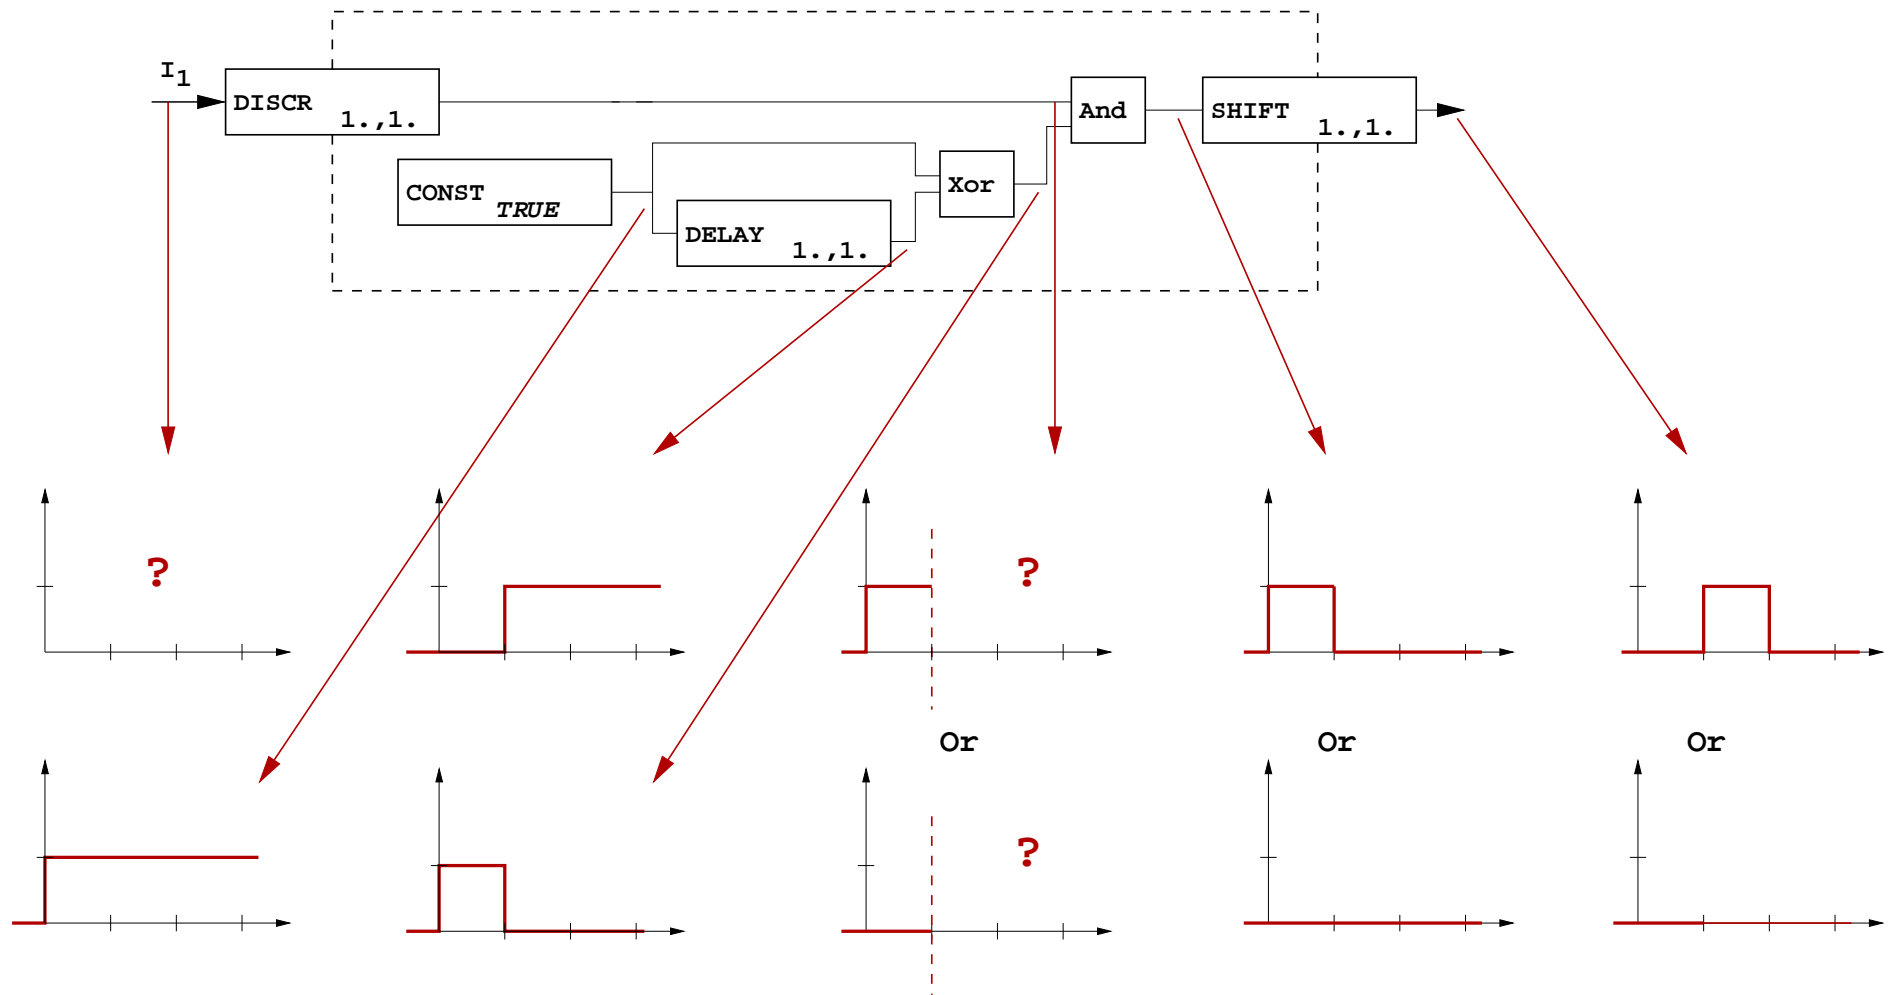 I1
DISCR
1.,1.
And
SHIFT
1.,1.
CONST
TRUE
Xor
DELAY
1.,1.
?
?
Or
Or
Or
?